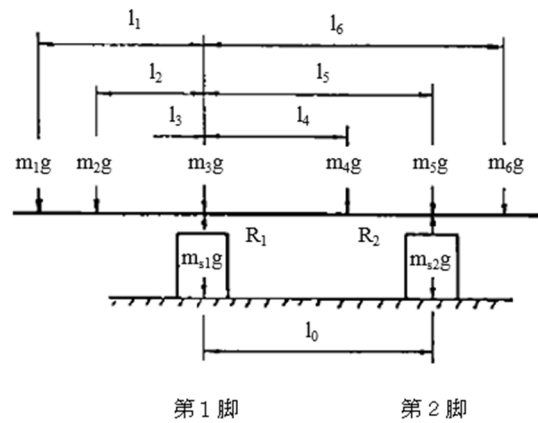 l₁ l₆
l₂ l₅
l₃ l₄
m₁g m₂g m₃g m₄g m₅g m₆g
R₁ R₂
mₛ₁g mₛ₂g
l₀
第1脚 第2脚